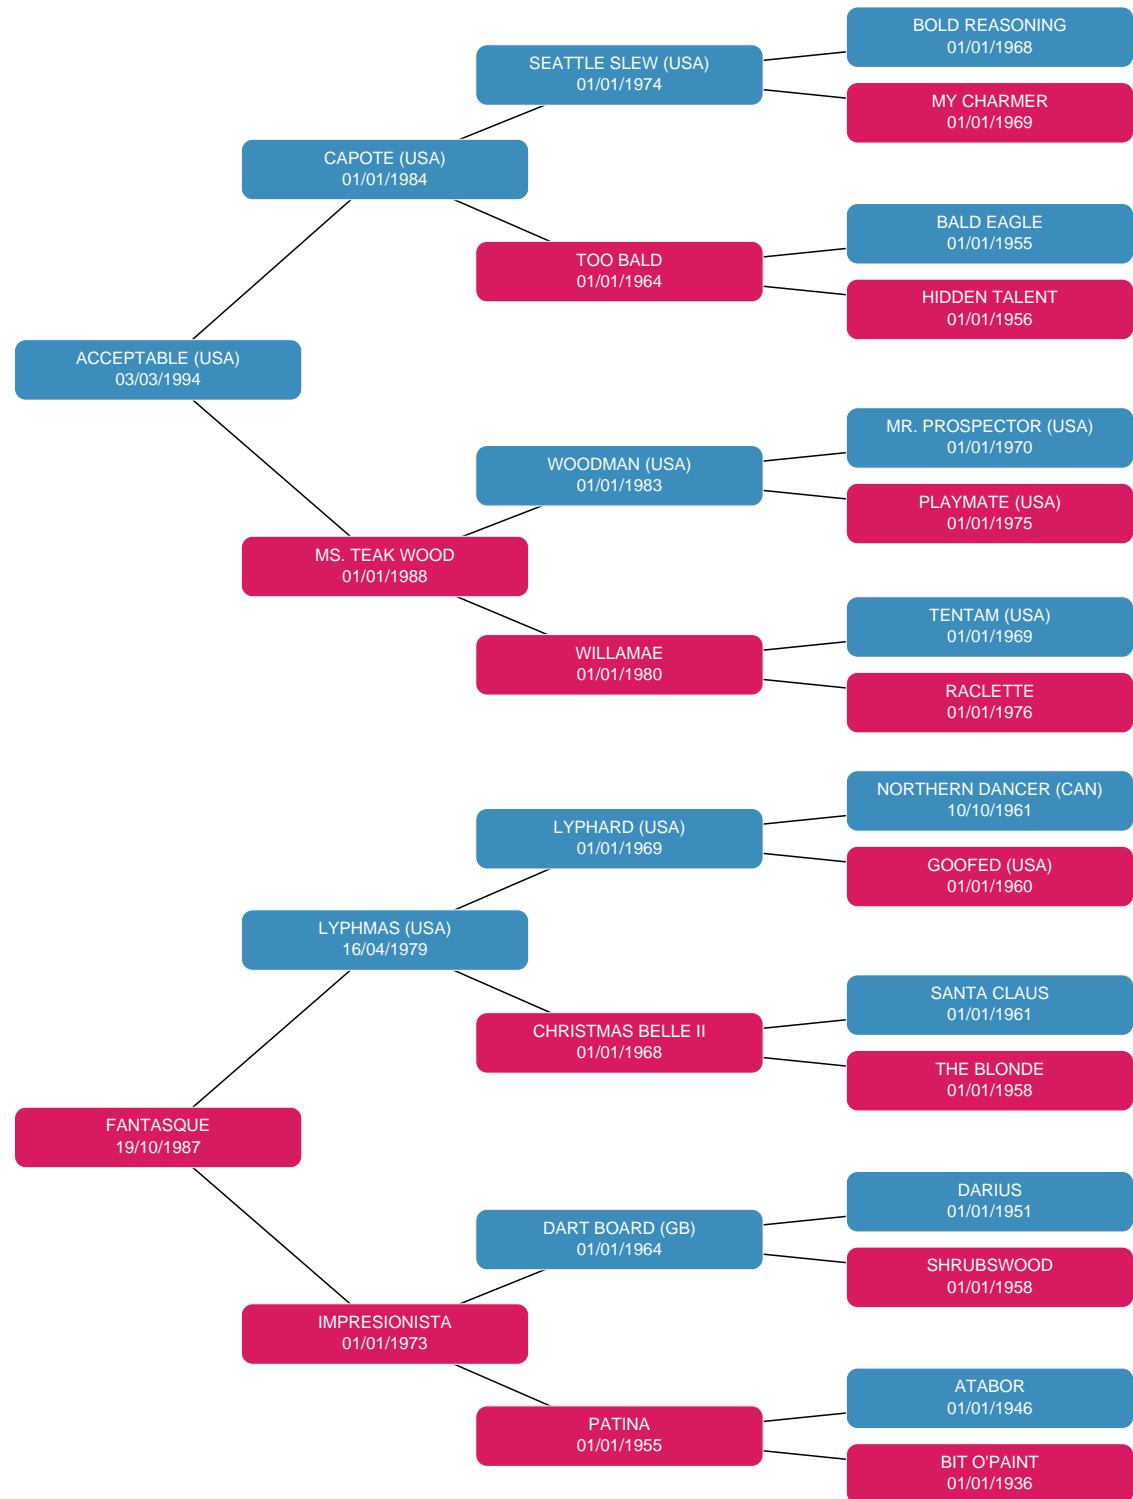 BOLD REASONING
01/01/1968
SEATTLE SLEW (USA)
01/01/1974
MY CHARMER
01/01/1969
CAPOTE (USA)
01/01/1984
BALD EAGLE
01/01/1955
TOO BALD
01/01/1964
HIDDEN TALENT
01/01/1956
ACCEPTABLE (USA)
03/03/1994
MR. PROSPECTOR (USA)
01/01/1970
WOODMAN (USA)
01/01/1983
PLAYMATE (USA)
01/01/1975
MS. TEAK WOOD
01/01/1988
TENTAM (USA)
01/01/1969
WILLAMAE
01/01/1980
RACLETTE
01/01/1976
NORTHERN DANCER (CAN)
10/10/1961
LYPHARD (USA)
01/01/1969
GOOFED (USA)
01/01/1960
LYPHMAS (USA)
16/04/1979
SANTA CLAUS
01/01/1961
CHRISTMAS BELLE II
01/01/1968
THE BLONDE
01/01/1958
FANTASQUE
19/10/1987
DARIUS
01/01/1951
DART BOARD (GB)
01/01/1964
SHRUBSWOOD
01/01/1958
IMPRESIONISTA
01/01/1973
ATABOR
01/01/1946
PATINA
01/01/1955
BIT O'PAINT
01/01/1936